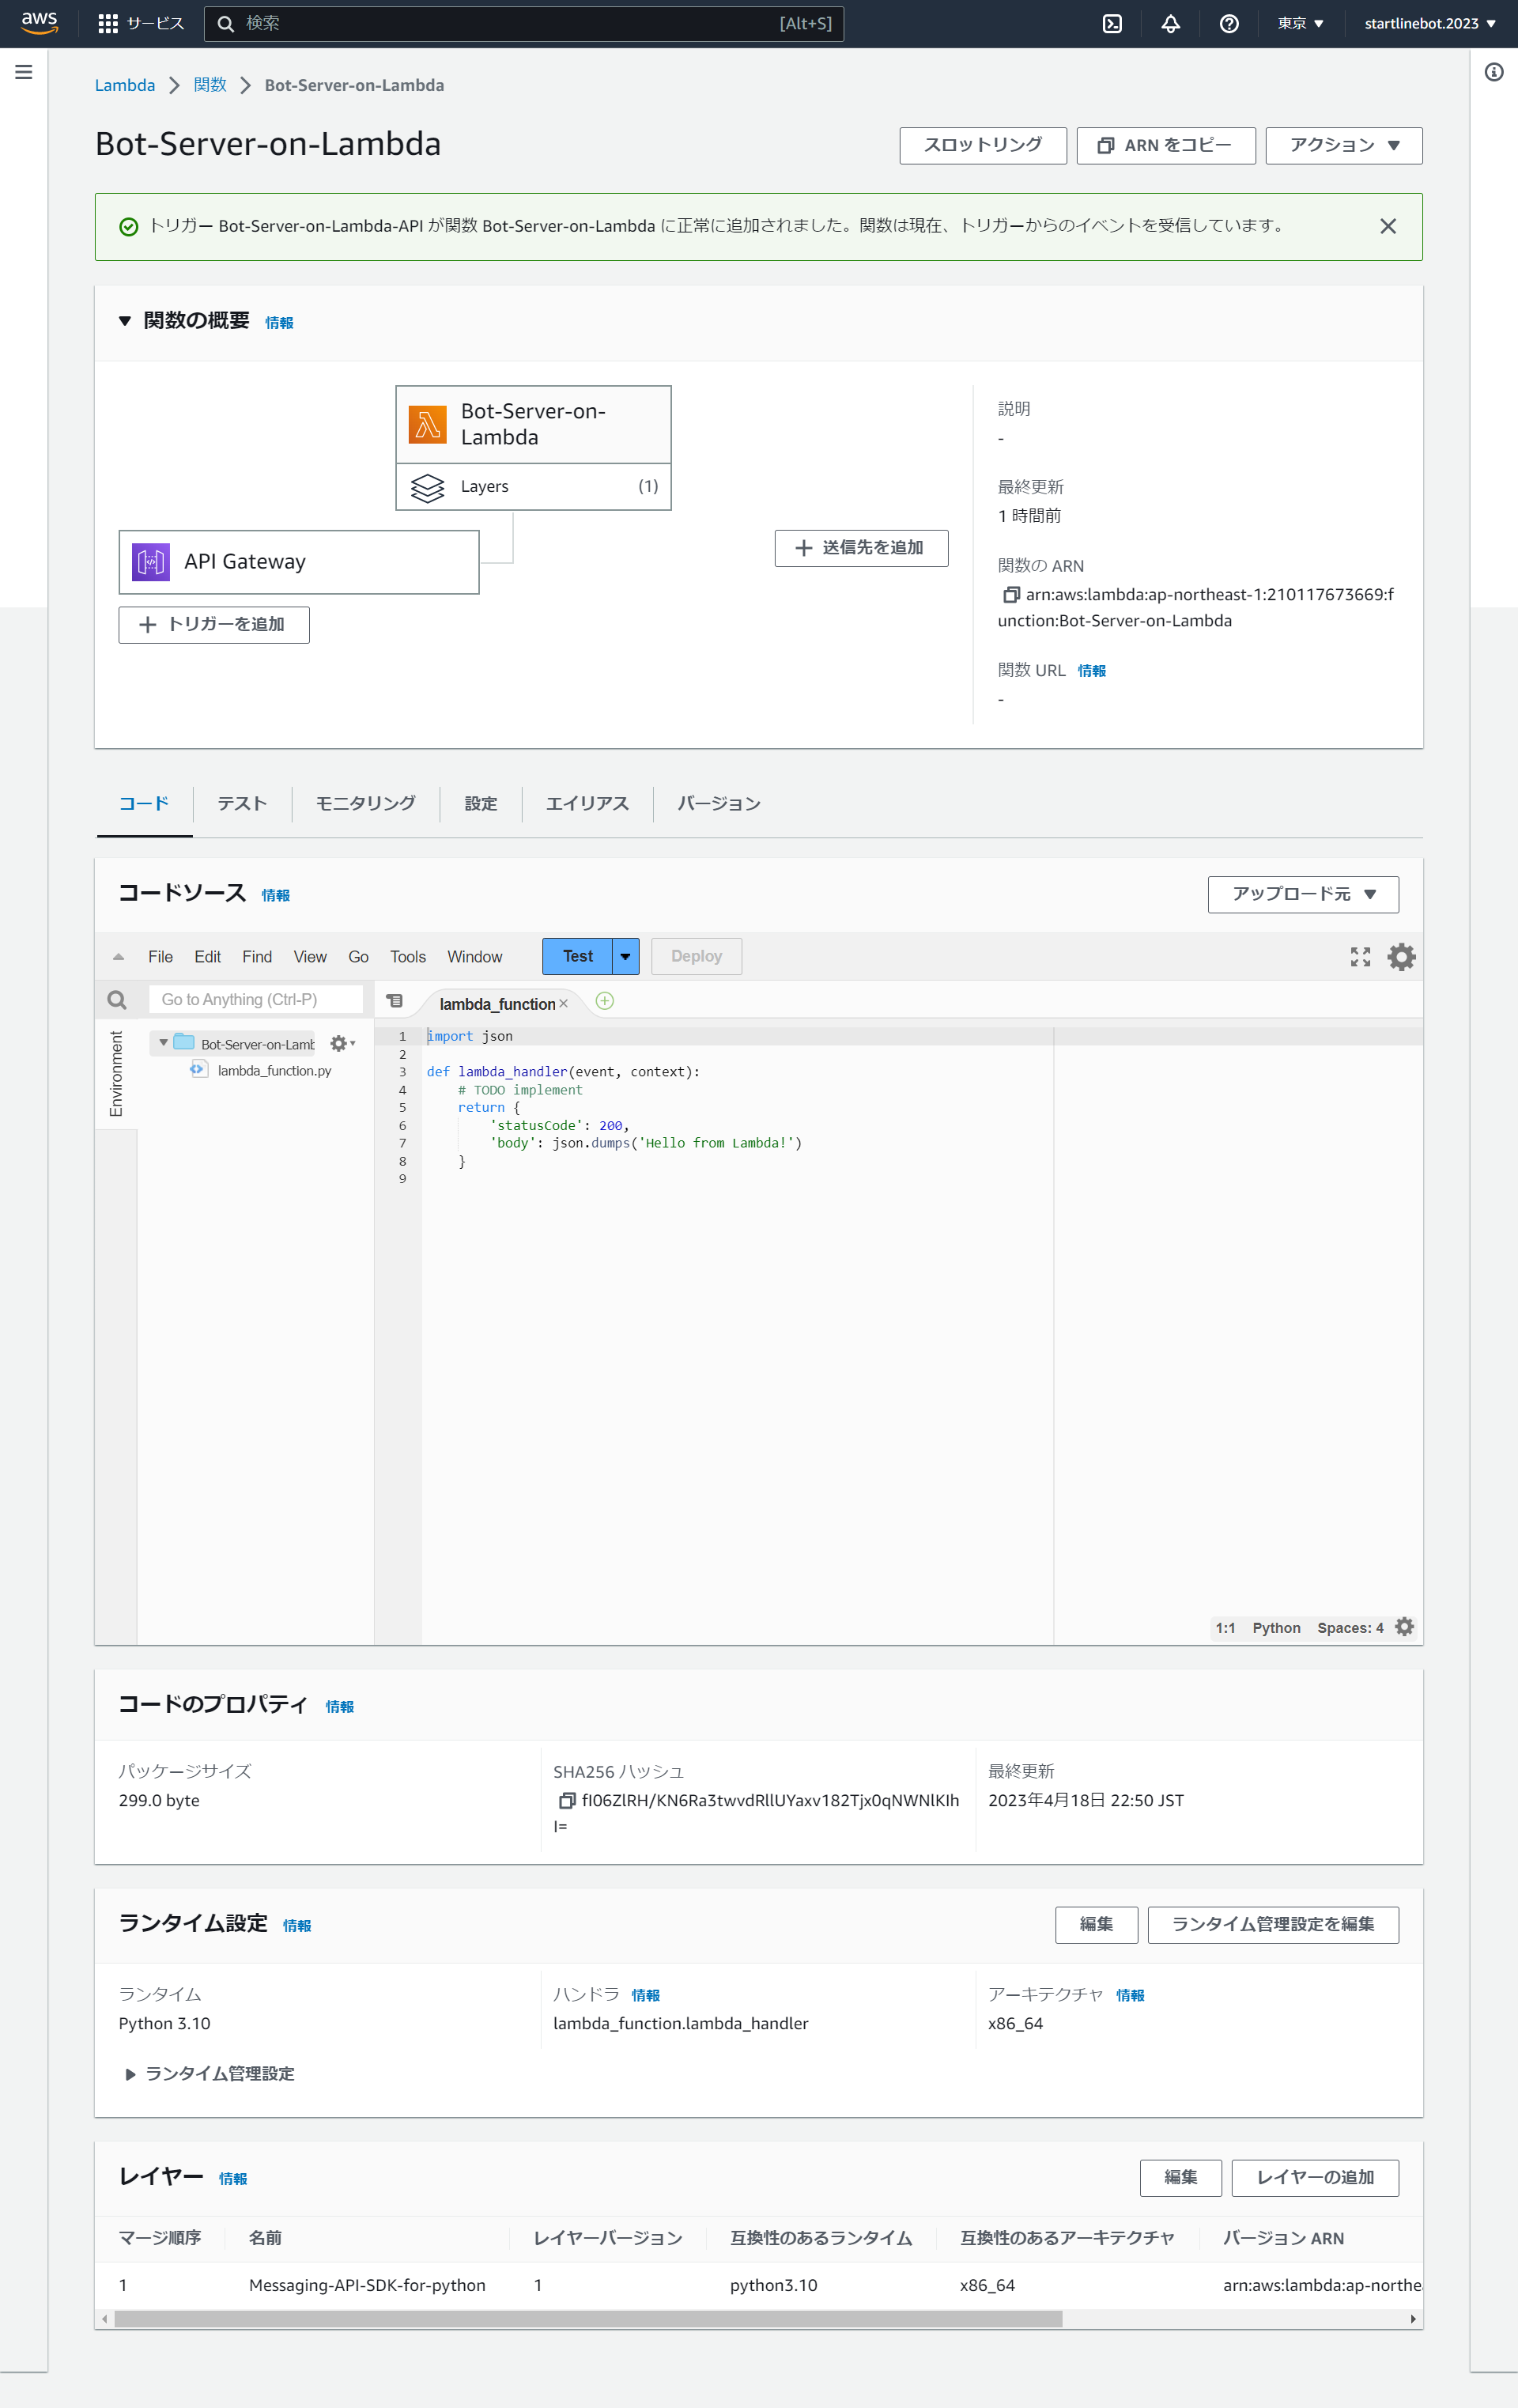 aws サービス 検索 [Alt+S] 東京 ▼ startlinebot.2023 ▼
Lambda > 関数 > Bot-Server-on-Lambda
Bot-Server-on-Lambda
スロットリング ARN をコピー アクション ▼
トリガー Bot-Server-on-Lambda-API が関数 Bot-Server-on-Lambda に正常に追加されました。関数は現在、トリガーからのイベントを受信しています。
▼ 関数の概要 情報
Bot-Server-on-
Lambda
Layers (1)
API Gateway
+ トリガーを追加
+ 送信先を追加
説明
-
最終更新
1 時間前
関数の ARN
arn:aws:lambda:ap-northeast-1:210117673669:f
unction:Bot-Server-on-Lambda
関数 URL 情報
-
コード テスト モニタリング 設定 エイリアス バージョン
コードソース 情報 アップロード元 ▼
File Edit Find View Go Tools Window Test Deploy
Go to Anything (Ctrl-P)
lambda_function
Environment
Bot-Server-on-Lamb
lambda_function.py
1 import json
2
3 def lambda_handler(event, context):
4 # TODO implement
5 return {
6 'statusCode': 200,
7 'body': json.dumps('Hello from Lambda!')
8 }
9
1:1 Python Spaces: 4
コードのプロパティ 情報
パッケージサイズ
299.0 byte
SHA256 ハッシュ
fI06ZlRH/KN6Ra3twvdRllUYaxv182Tjx0qNWNlKIh
I=
最終更新
2023年4月18日 22:50 JST
ランタイム設定 情報 編集 ランタイム管理設定を編集
ランタイム
Python 3.10
ハンドラ 情報
lambda_function.lambda_handler
アーキテクチャ 情報
x86_64
ランタイム管理設定
レイヤー 情報 編集 レイヤーの追加
マージ順序 名前 レイヤーバージョン 互換性のあるランタイム 互換性のあるアーキテクチャ バージョン ARN
1 Messaging-API-SDK-for-python 1 python3.10 x86_64 arn:aws:lambda:ap-northea